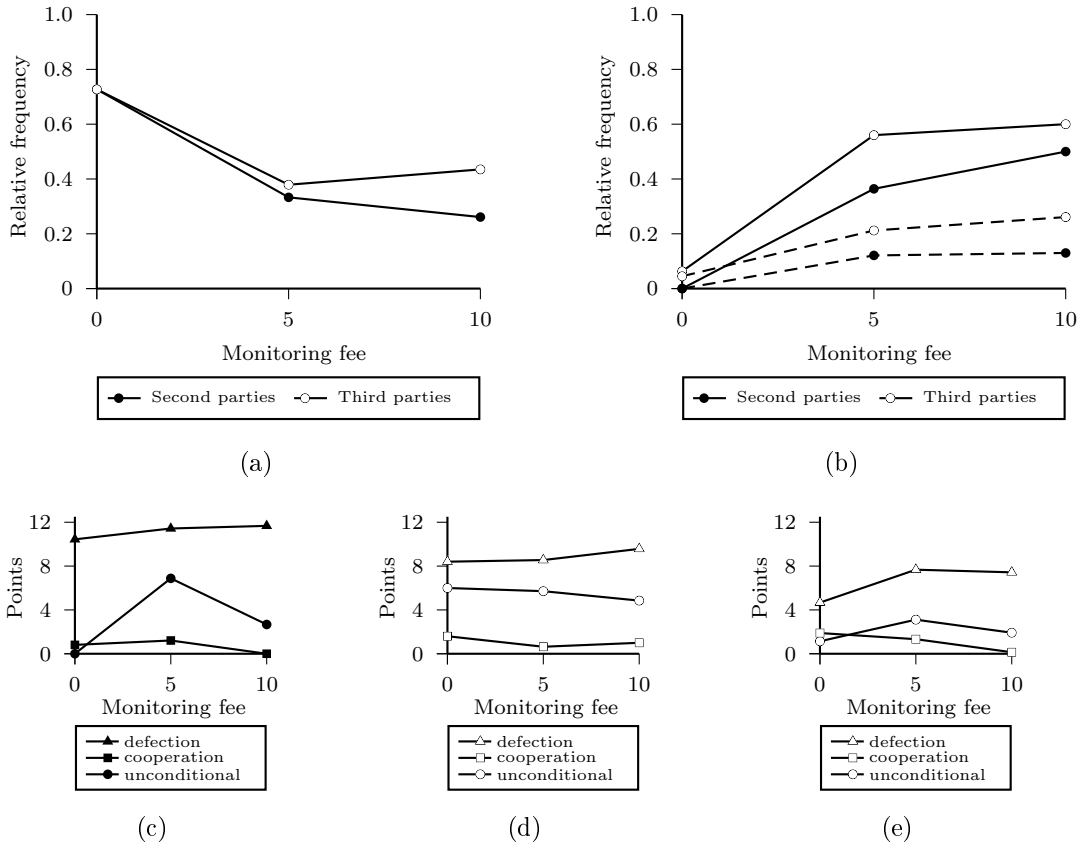 1.0
0.8
0.6
0.4
0.2
0
Relative frequency
0 5 10
Monitoring fee
Second parties Third parties
(a)
1.0
0.8
0.6
0.4
0.2
0
Relative frequency
0 5 10
Monitoring fee
Second parties Third parties
(b)
12
8
4
0
Points
0 5 10
Monitoring fee
defection
cooperation
unconditional
(c)
12
8
4
0
Points
0 5 10
Monitoring fee
defection
cooperation
unconditional
(d)
12
8
4
0
Points
0 5 10
Monitoring fee
defection
cooperation
unconditional
(e)